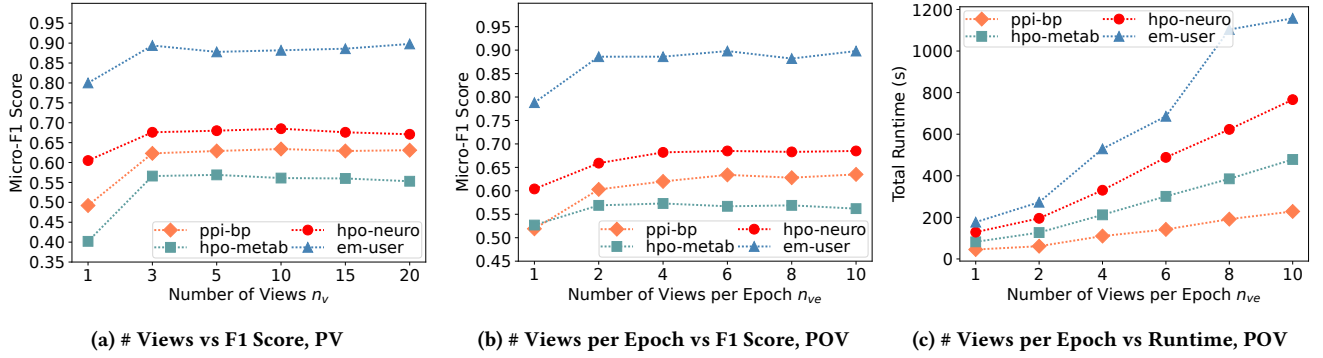 0.95
0.90
0.85
0.80
0.75
0.70
0.65
0.60
0.55
0.50
0.45
0.40
0.35
Micro-F1 Score
ppi-bp
hpo-neuro
hpo-metab
em-user
1 3 5 10 15 20
Number of Views nv
(a) # Views vs F1 Score, PV
0.95
0.90
0.85
0.80
0.75
0.70
0.65
0.60
0.55
0.50
0.45
Micro-F1 Score
ppi-bp
hpo-neuro
hpo-metab
em-user
1 2 4 6 8 10
Number of Views per Epoch nve
(b) # Views per Epoch vs F1 Score, POV
ppi-bp
hpo-neuro
hpo-metab
em-user
1200
1000
800
600
400
200
0
Total Runtime (s)
1 2 4 6 8 10
Number of Views per Epoch nve
(c) # Views per Epoch vs Runtime, POV